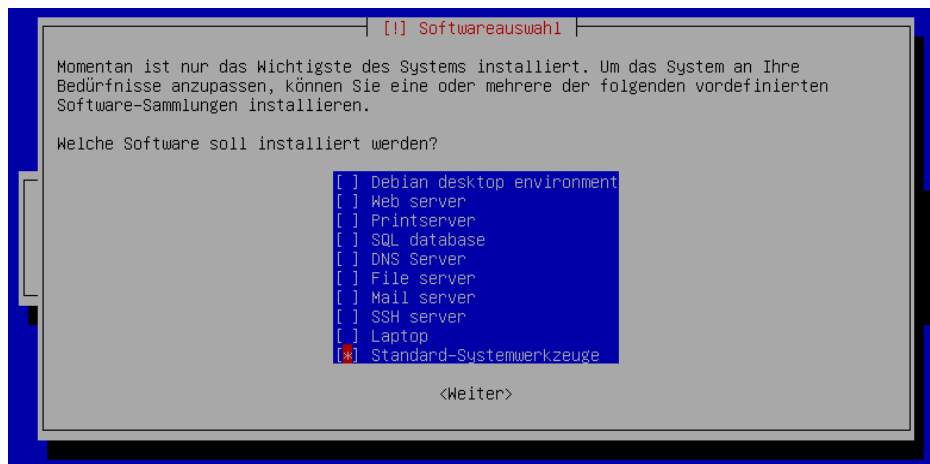 [!] Softwareauswahl
Momentan ist nur das Wichtigste des Systems installiert. Um das System an Ihre
Bedürfnisse anzupassen, können Sie eine oder mehrere der folgenden vordefinierten
Software-Sammlungen installieren.
Welche Software soll installiert werden?
[ ] Debian desktop environment
[ ] Web server
[ ] Printserver
[ ] SQL database
[ ] DNS Server
[ ] File server
[ ] Mail server
[ ] SSH server
[ ] Laptop
[*] Standard-Systemwerkzeuge
<Weiter>